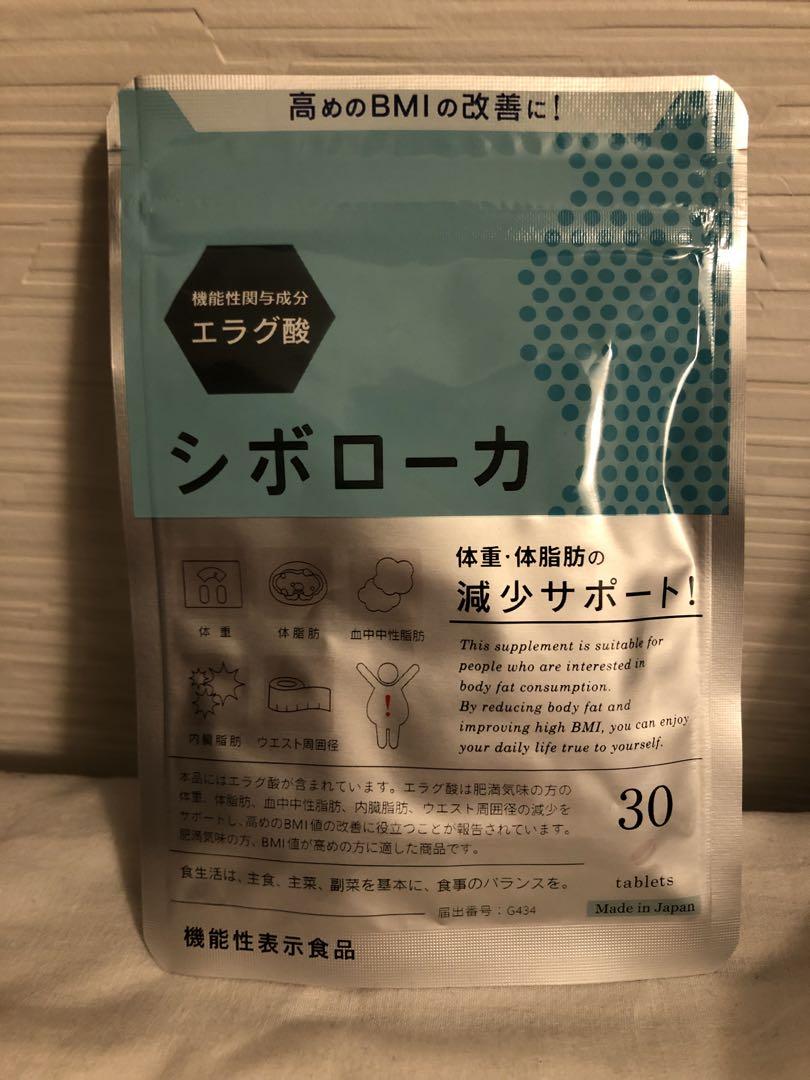 高めのBMIの改善に!
機能性関与成分
エラグ酸
シボローカ
体重・体脂肪の
減少サポート!
体重
体脂肪
血中中性脂肪
内臓脂肪
ウエスト周囲径
!
This supplement is suitable for
people who are interested in
body fat consumption.
By reducing body fat and
improving high BMI, you can enjoy
your daily life true to yourself.
本品にはエラグ酸が含まれています。エラグ酸は肥満気味の方の
体重、体脂肪、血中中性脂肪、内臓脂肪、ウエスト周囲径の減少を
サポートし、高めのBMI値の改善に役立つことが報告されています。
肥満気味の方、BMI値が高めの方に適した商品です。
30
tablets
食生活は、主食、主菜、副菜を基本に、食事のバランスを。
届出番号:G434
Made in Japan
機能性表示食品